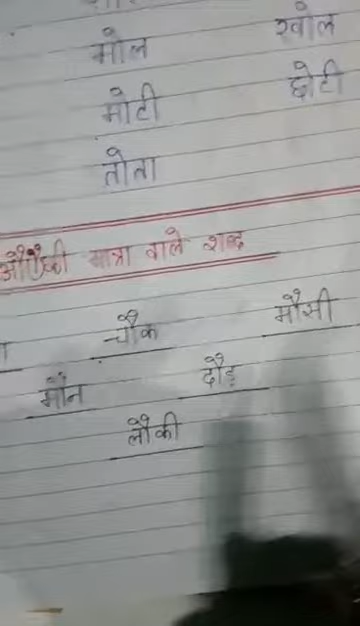 मोल खोल
मोटी छोटी
तोता
औ की मात्रा वाले शब्द
चौक मौसी
मौन दौड़
लौकी